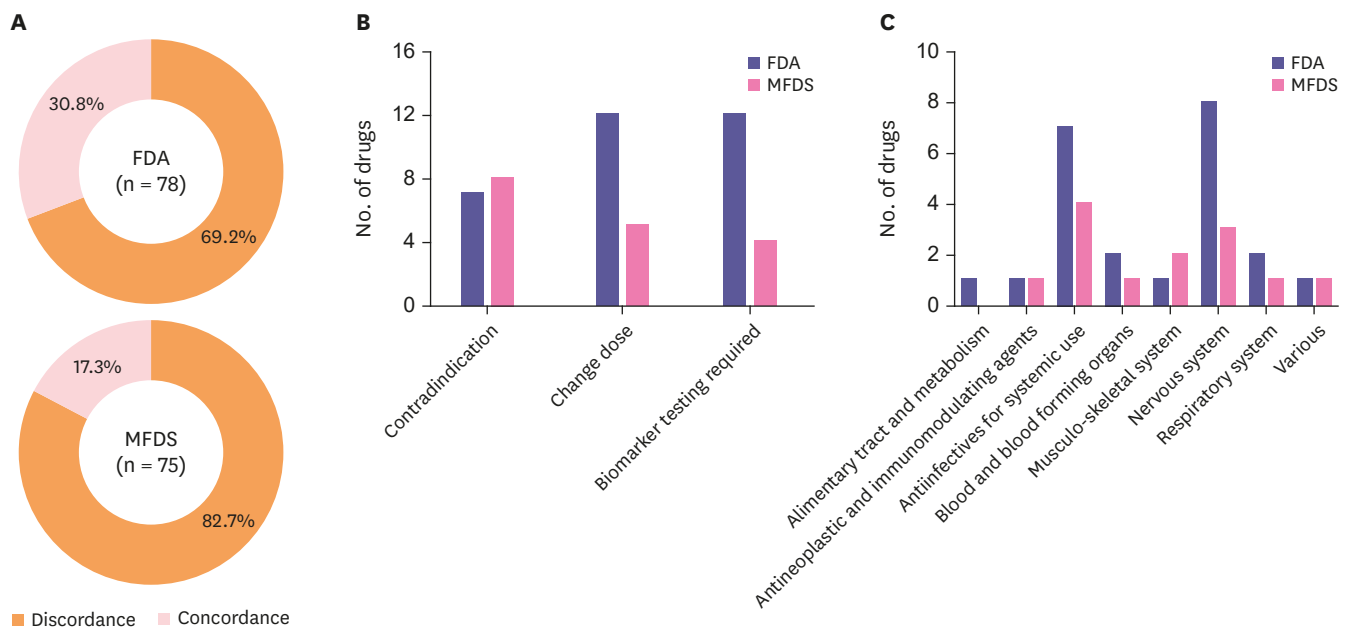 A
30.8%
FDA
(n = 78)
69.2%
17.3%
MFDS
(n = 75)
82.7%
Discordance
Concordance
B
16
12
8
4
0
No. of drugs
FDA
MFDS
Contradindication
Change dose
Biomarker testing required
C
10
8
6
4
2
0
No. of drugs
FDA
MFDS
Alimentary tract and metabolism
Antineoplastic and immunomodulating agents
Antiinfectives for systemic use
Blood and blood forming organs
Musculo-skeletal system
Nervous system
Respiratory system
Various